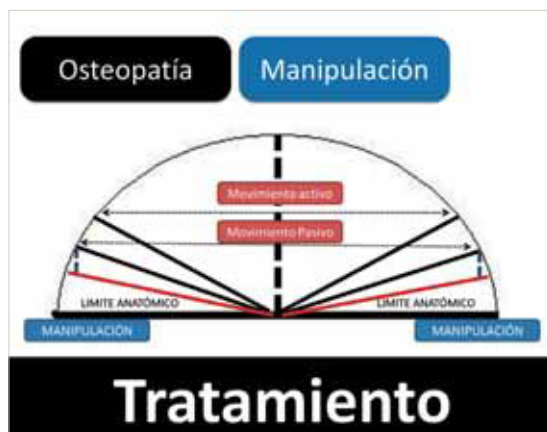 Osteopatía
Manipulación
Movimiento activo
Movimiento Pasivo
LIMITE ANATÓMICO
LIMITE ANATÓMICO
MANIPULACIÓN
MANIPULACIÓN
Tratamiento